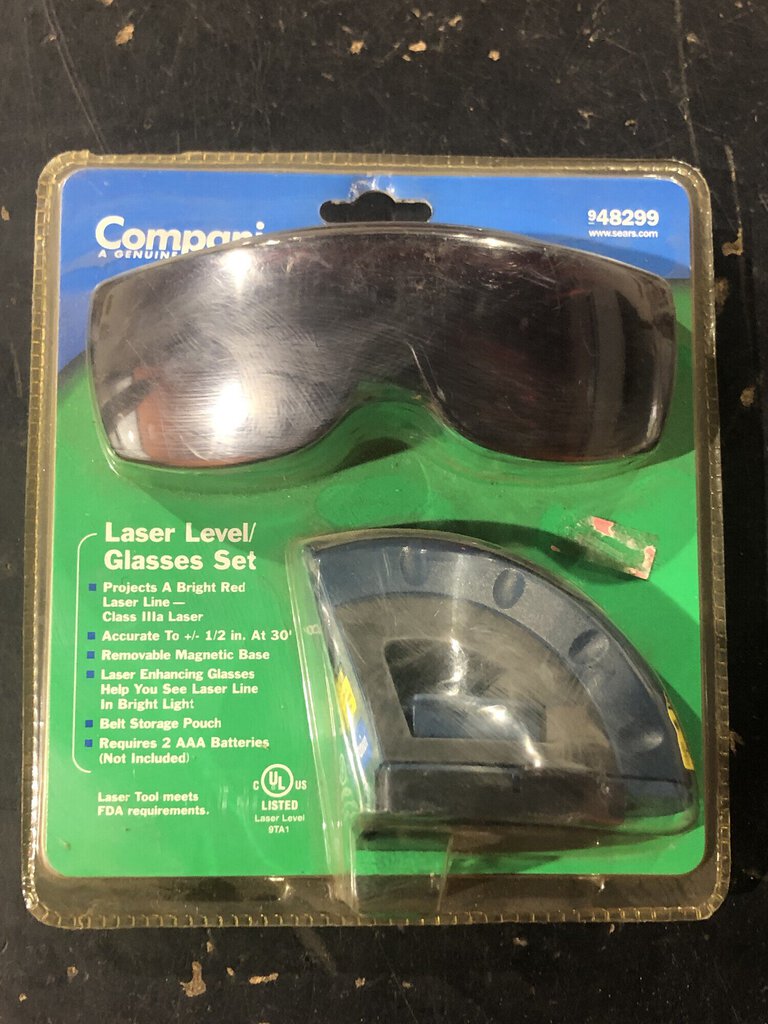 Compani
A GENUINE
948299
www.sears.com
Laser Level/
Glasses Set
Projects A Bright Red
Laser Line —
Class IIIa Laser
Accurate To +/- 1/2 in. At 30'
Removable Magnetic Base
Laser Enhancing Glasses
Help You See Laser Line
In Bright Light
Belt Storage Pouch
Requires 2 AAA Batteries
(Not Included)
Laser Tool meets
FDA requirements.
C UL US
LISTED
Laser Level
9TA1